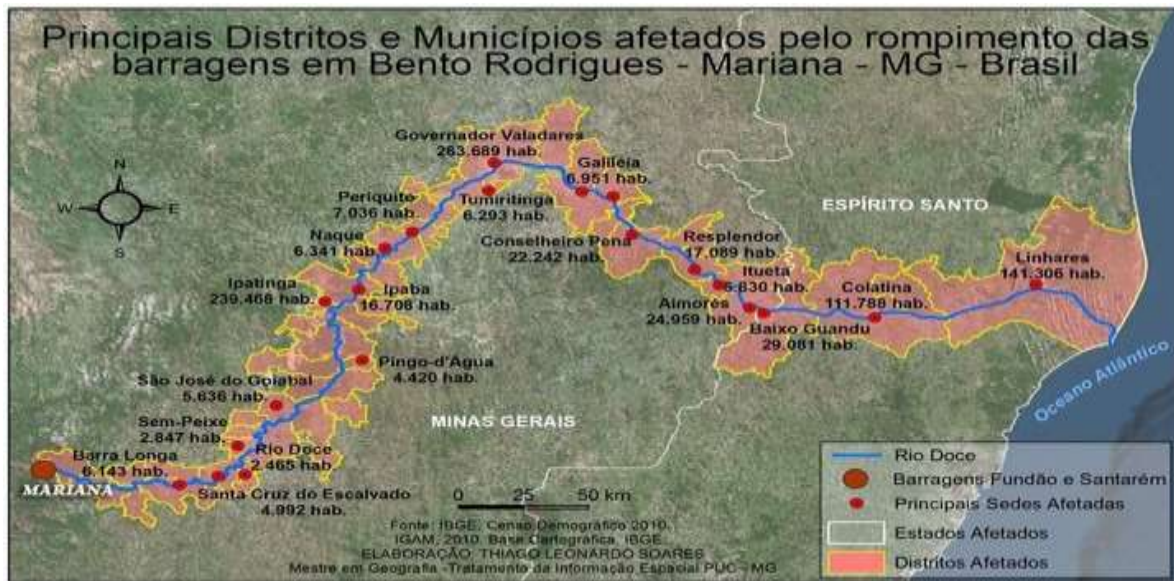 Principais Distritos e Municípios afetados pelo rompimento das
barragens em Bento Rodrigues - Mariana - MG - Brasil
N
W
E
S
Governador Valadares
263.689 hab.
Galiléia
6.951 hab.
Periquito
7.036 hab.
Tumiritinga
6.293 hab.
ESPÍRITO SANTO
Naque
6.341 hab.
Conselheiro Pena
22.242 hab.
Resplendor
17.089 hab.
Linhares
141.306 hab.
Ipatinga
239.468 hab.
Ipaba
16.708 hab.
Itueta
5.830 hab.
Colatina
111.788 hab.
Aimorés
24.959 hab.
Baixo Guandu
29.081 hab.
Pingo-d'Água
4.420 hab.
São José do Goiabal
5.636 hab.
Oceano Atlântico
MINAS GERAIS
Sem-Peixe
2.847 hab.
Barra Longa
6.143 hab.
Rio Doce
2.465 hab.
MARIANA
Santa Cruz do Escalvado
4.992 hab.
0 25 50 km
Fonte: IBGE, Censo Demográfico 2010.
IGAM, 2010. Base Cartográfica, IBGE.
ELABORAÇÃO: THIAGO LEONARDO SOARES
Mestre em Geografia -Tratamento da Informação Espacial PUC - MG
Rio Doce
Barragens Fundão e Santarém
Principais Sedes Afetadas
Estados Afetados
Distritos Afetados